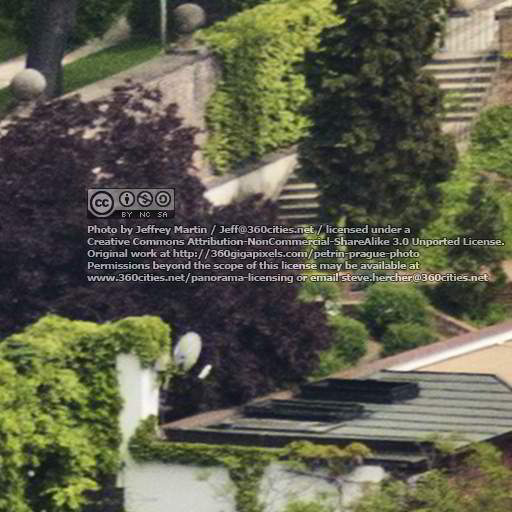 cc BY NC SA
Photo by Jeffrey Martin / Jeff@360cities.net / licensed under a
Creative Commons Attribution-NonCommercial-ShareAlike 3.0 Unported License.
Original work at http://360gigapixels.com/petrin-prague-photo
Permissions beyond the scope of this license may be available at
www.360cities.net/panorama-licensing or email steve.hercher@360cities.net